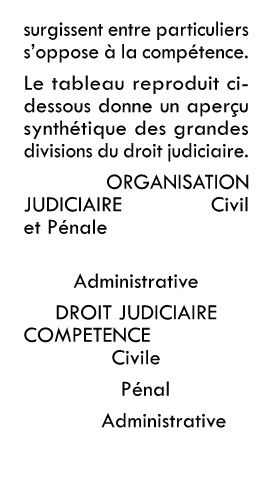 surgissent entre particuliers
s'oppose à la compétence.
Le tableau reproduit ci-
dessous donne un aperçu
synthétique des grandes
divisions du droit judiciaire.
ORGANISATION
JUDICIAIRE Civil
et Pénale
Administrative
DROIT JUDICIAIRE
COMPETENCE
Civile
Pénal
Administrative